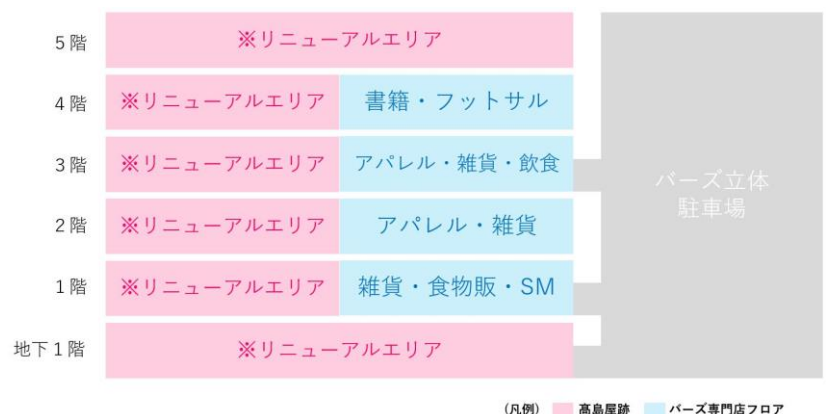 5階 ※リニューアルエリア
4階 ※リニューアルエリア 書籍・フットサル
3階 ※リニューアルエリア アパレル・雑貨・飲食
バーズ立体
駐車場
2階 ※リニューアルエリア アパレル・雑貨
1階 ※リニューアルエリア 雑貨・食物販・SM
地下1階 ※リニューアルエリア
(凡例) 髙島屋跡 バーズ専門店フロア